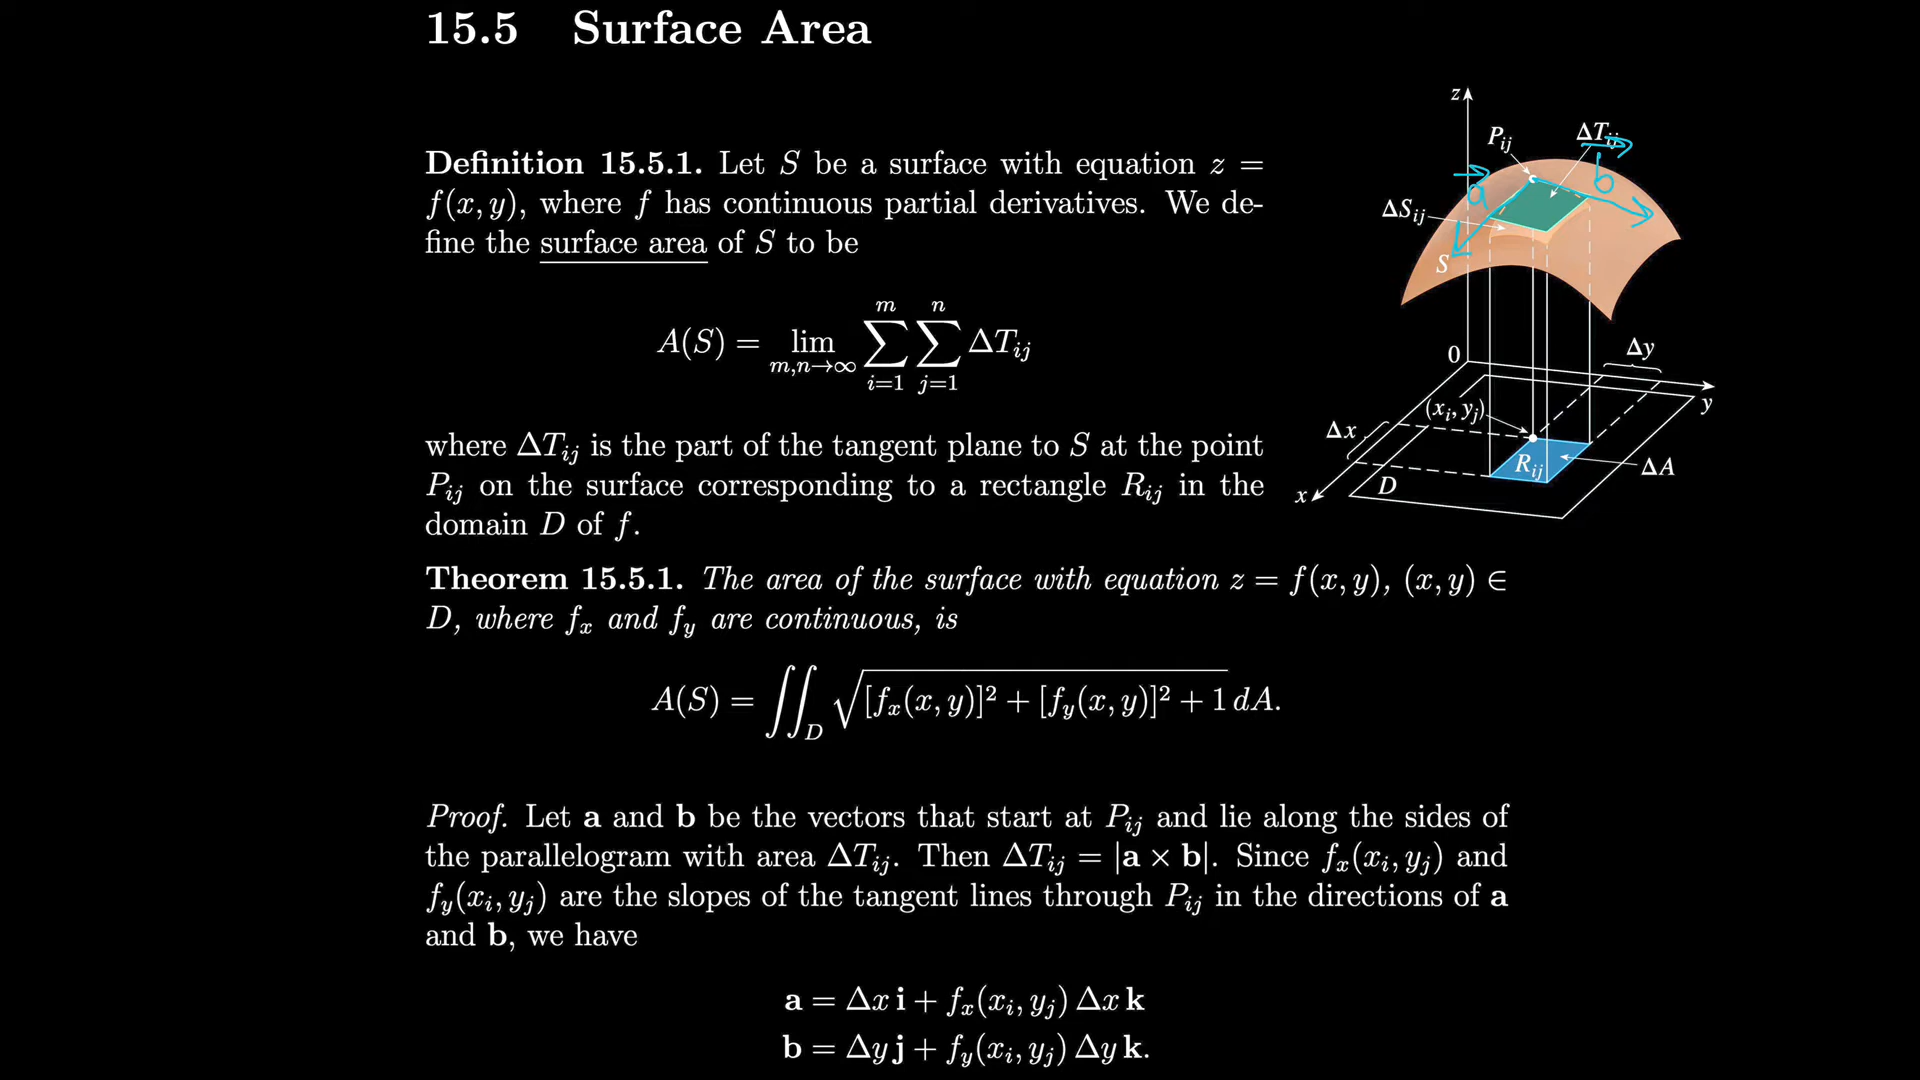 15.5 Surface Area
Definition 15.5.1. Let S be a surface with equation z =
f(x, y), where f has continuous partial derivatives. We de-
fine the surface area of S to be
A(S) = lim_{m,n→∞} ∑_{i=1}^{m} ∑_{j=1}^{n} ΔT_{ij}
where ΔT_{ij} is the part of the tangent plane to S at the point
P_{ij} on the surface corresponding to a rectangle R_{ij} in the
domain D of f.
z
P_{ij}
ΔT_{ij}
a
b
ΔS_{ij}
S
0
Δy
y
(x_i, y_j)
Δx
R_{ij}
ΔA
D
x
Theorem 15.5.1. The area of the surface with equation z = f(x, y), (x, y) ∈
D, where f_x and f_y are continuous, is
A(S) = ∬_D √([f_x(x, y)]² + [f_y(x, y)]² + 1) dA.
Proof. Let a and b be the vectors that start at P_{ij} and lie along the sides of
the parallelogram with area ΔT_{ij}. Then ΔT_{ij} = |a × b|. Since f_x(x_i, y_j) and
f_y(x_i, y_j) are the slopes of the tangent lines through P_{ij} in the directions of a
and b, we have
a = Δx i + f_x(x_i, y_j) Δx k
b = Δy j + f_y(x_i, y_j) Δy k.